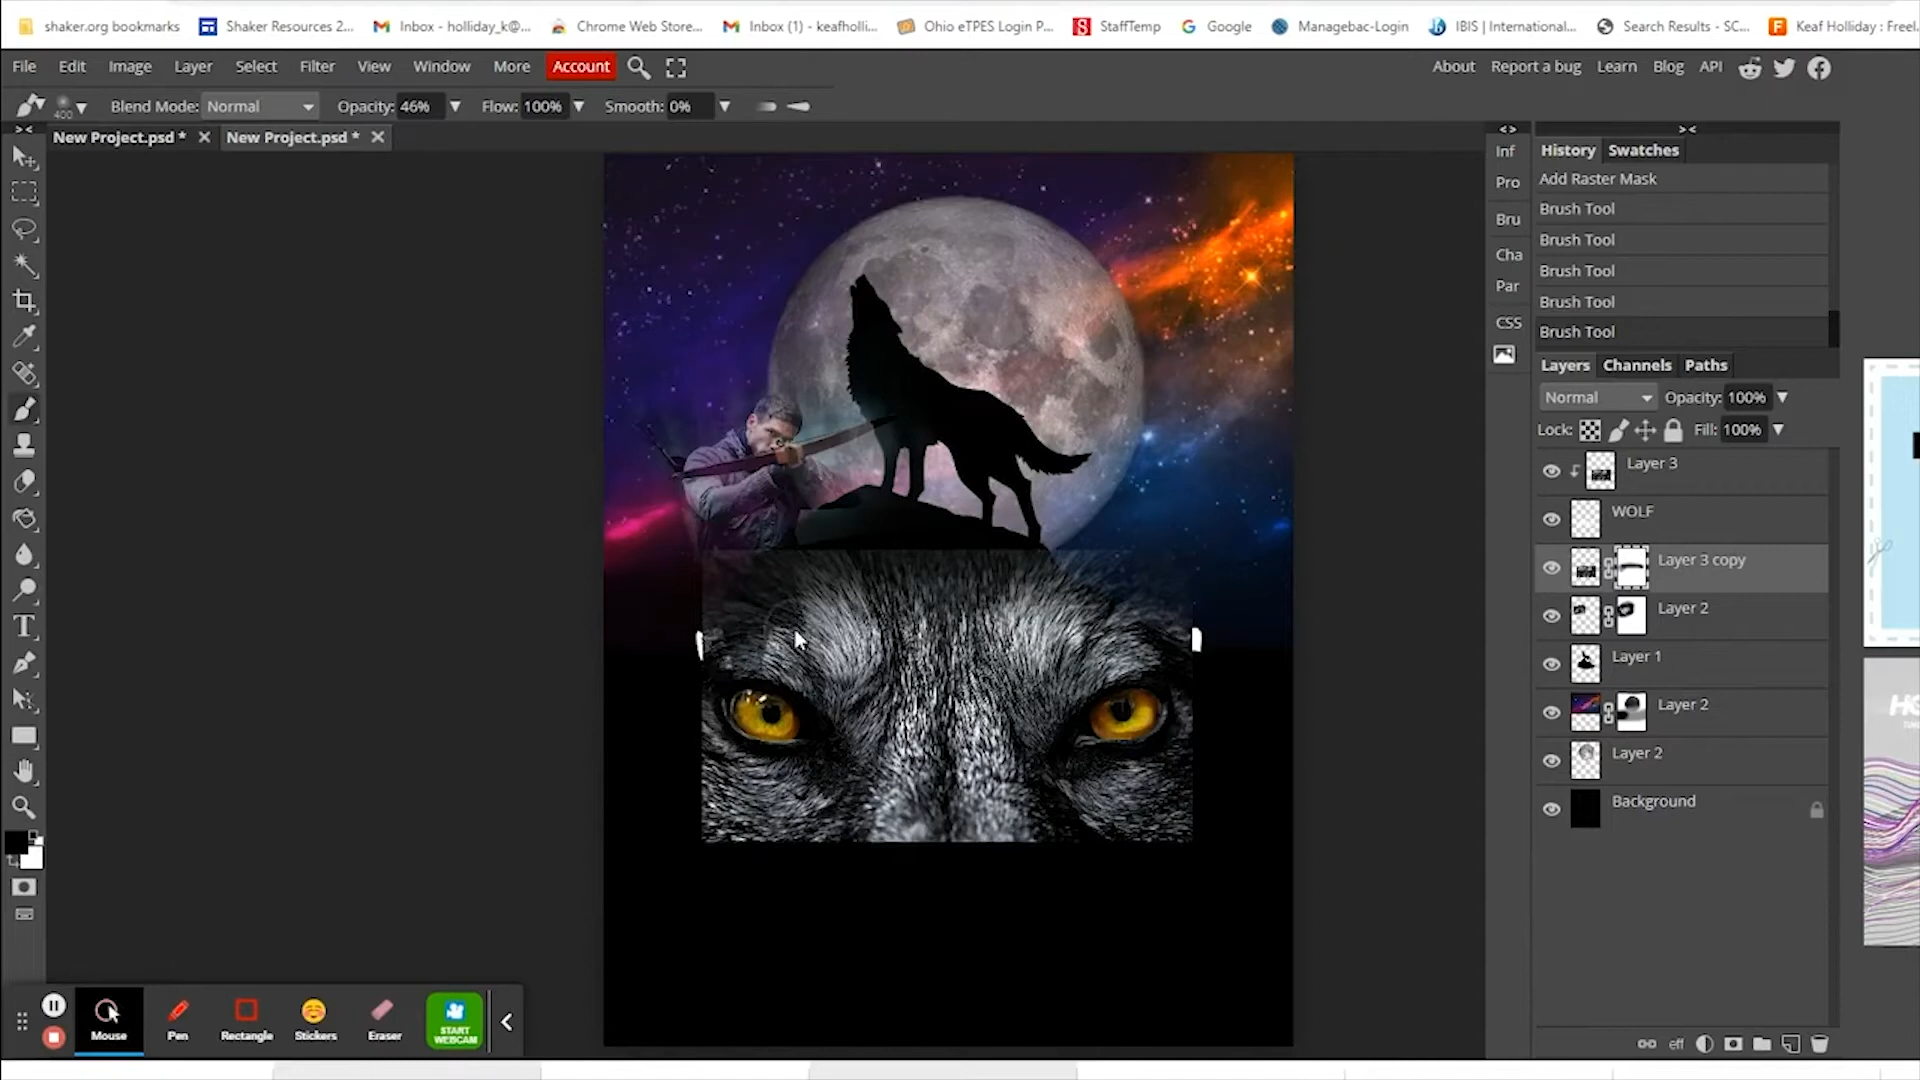 shaker.org bookmarks Shaker Resources 2... Inbox - holliday_k@... Chrome Web Store... Inbox (1) - keafholli... Ohio eTPES Login P... StaffTemp Google Managebac-Login IBIS | International... Search Results - SC... Keaf Holliday : Freel
File Edit Image Layer Select Filter View Window More Account About Report a bug Learn Blog API
400 Blend Mode: Normal Opacity: 46% Flow: 100% Smooth: 0%
New Project.psd * New Project.psd *
Inf
Pro
Bru
Cha
Par
CSS
History Swatches
Add Raster Mask
Brush Tool
Brush Tool
Brush Tool
Brush Tool
Brush Tool
Layers Channels Paths
Normal Opacity: 100%
Lock: Fill: 100%
Layer 3
WOLF
Layer 3 copy
Layer 2
Layer 1
Layer 2
Layer 2
Background
eff
Mouse Pen Rectangle Stickers Eraser START WEBCAM